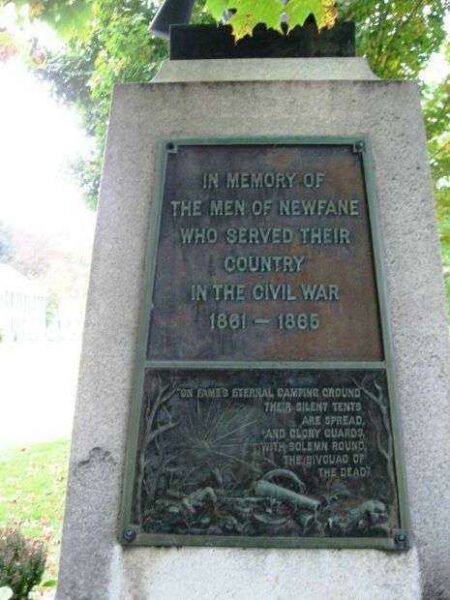 IN MEMORY OF
THE MEN OF NEWFANE
WHO SERVED THEIR
COUNTRY
IN THE CIVIL WAR
1861 — 1865
"ON FAME'S ETERNAL CAMPING GROUND
THEIR SILENT TENTS
ARE SPREAD,
AND GLORY GUARDS,
WITH SOLEMN ROUND,
THE BIVOUAC OF
THE DEAD."